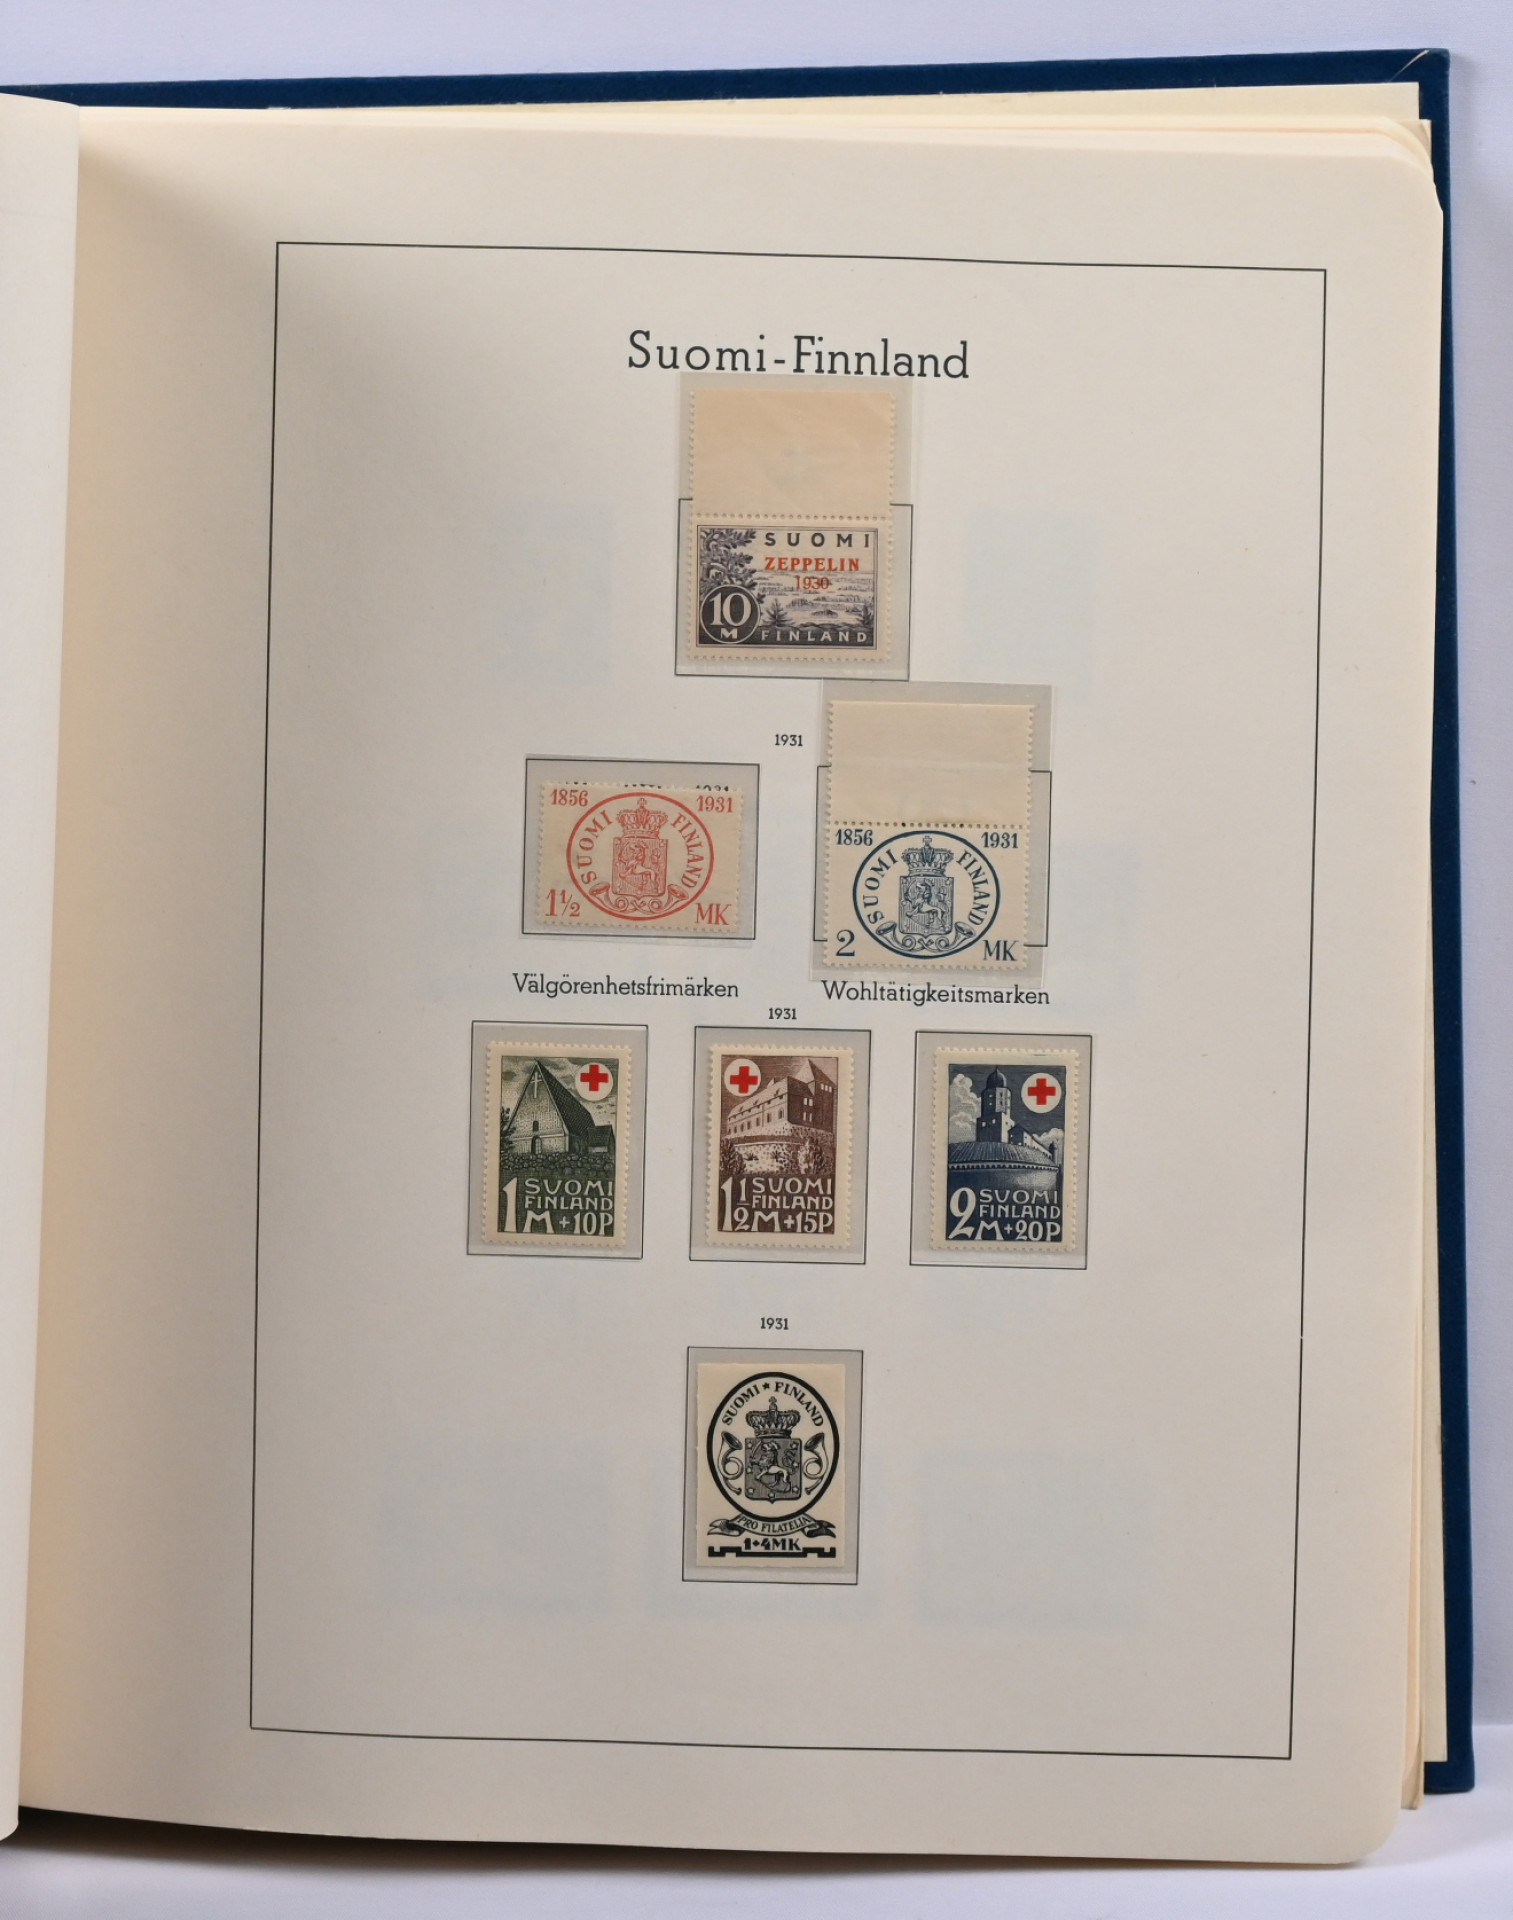 Suomi-Finnland
SUOMI
ZEPPELIN
1930
10
M
FINLAND
1931
1856 1931
SUOMI FINLAND
1½ MK
1856 1931
SUOMI FINLAND
2 MK
Välgörenhetsfrimärken
Wohltätigkeitsmarken
1931
1 SUOMI
FINLAND
M+10P
1½ SUOMI
FINLAND
M+15P
2 SUOMI
FINLAND
M+20P
1931
SUOMI★FINLAND
PRO FILATELIA
1+4MK